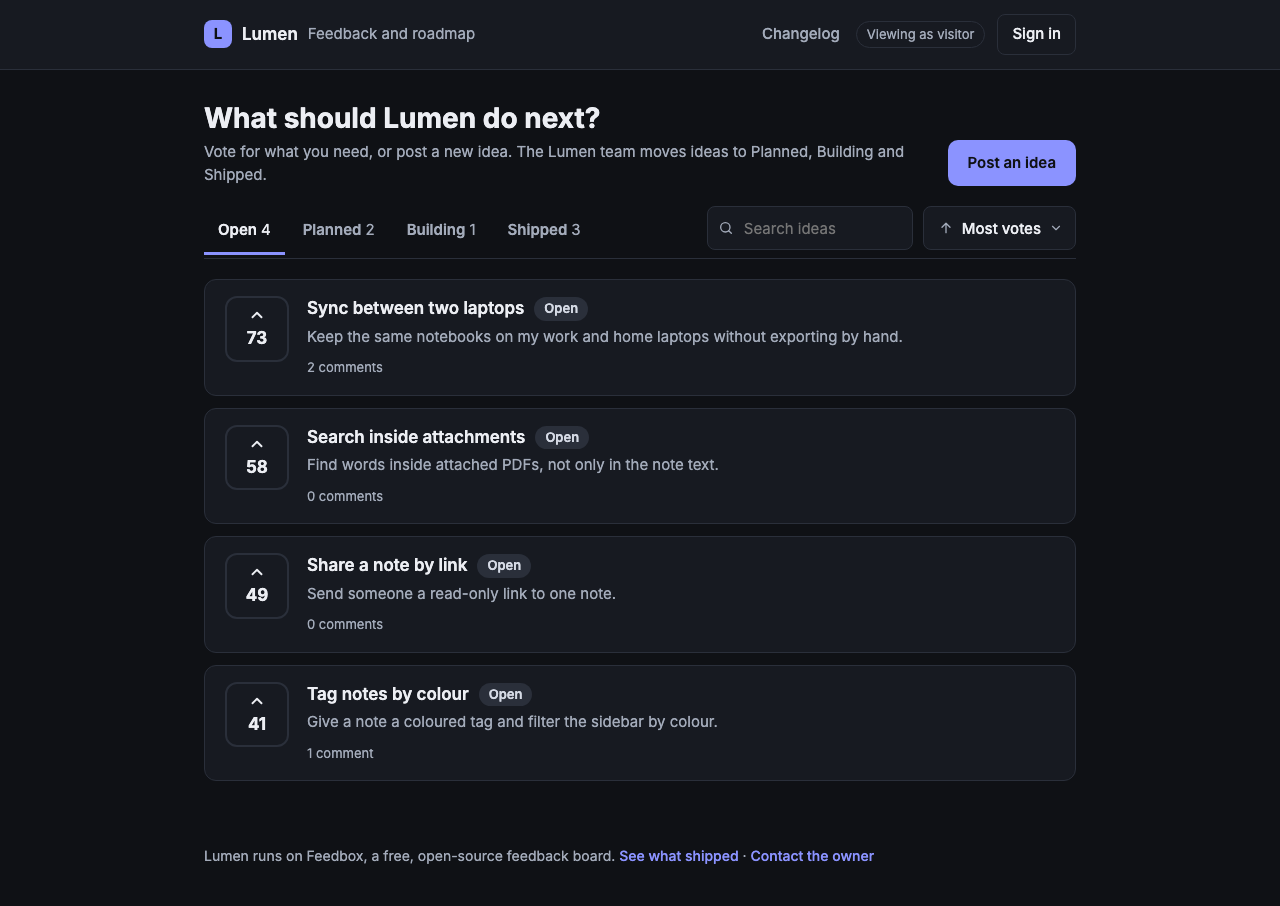 L Lumen Feedback and roadmap Changelog Viewing as visitor Sign in
What should Lumen do next?
Vote for what you need, or post a new idea. The Lumen team moves ideas to Planned, Building and
Shipped.
Post an idea
Open 4 Planned 2 Building 1 Shipped 3 Search ideas Most votes
Sync between two laptops Open
73
Keep the same notebooks on my work and home laptops without exporting by hand.
2 comments
Search inside attachments Open
58
Find words inside attached PDFs, not only in the note text.
0 comments
Share a note by link Open
49
Send someone a read-only link to one note.
0 comments
Tag notes by colour Open
41
Give a note a coloured tag and filter the sidebar by colour.
1 comment
Lumen runs on Feedbox, a free, open-source feedback board. See what shipped · Contact the owner